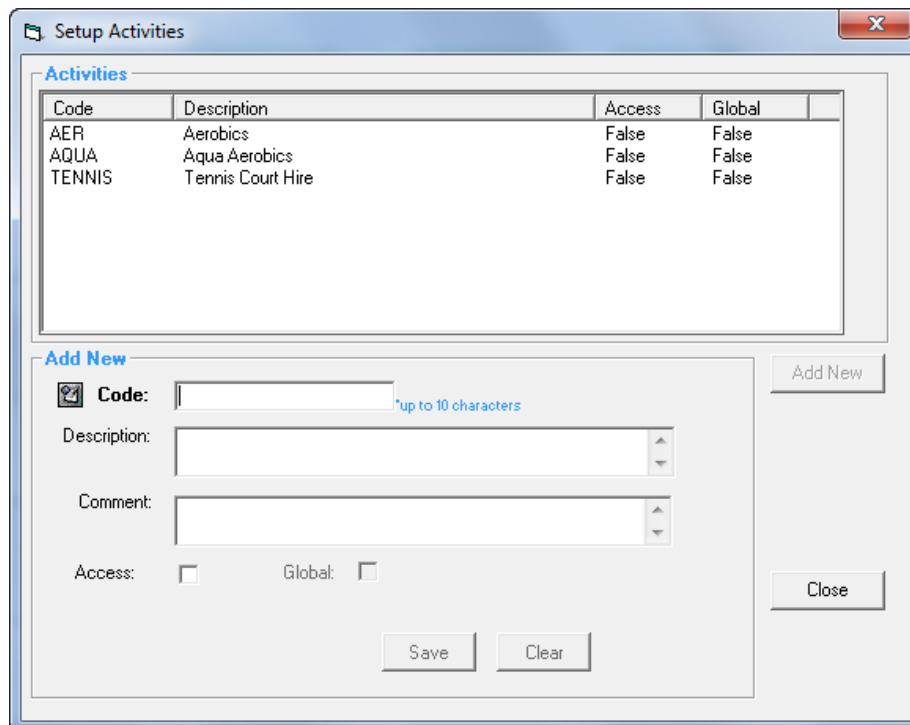 Setup Activities
Activities
Code Description Access Global
AER Aerobics False False
AQUA Aqua Aerobics False False
TENNIS Tennis Court Hire False False
Add New
Add New
Code: *up to 10 characters
Description:
Comment:
Access: Global:
Close
Save Clear